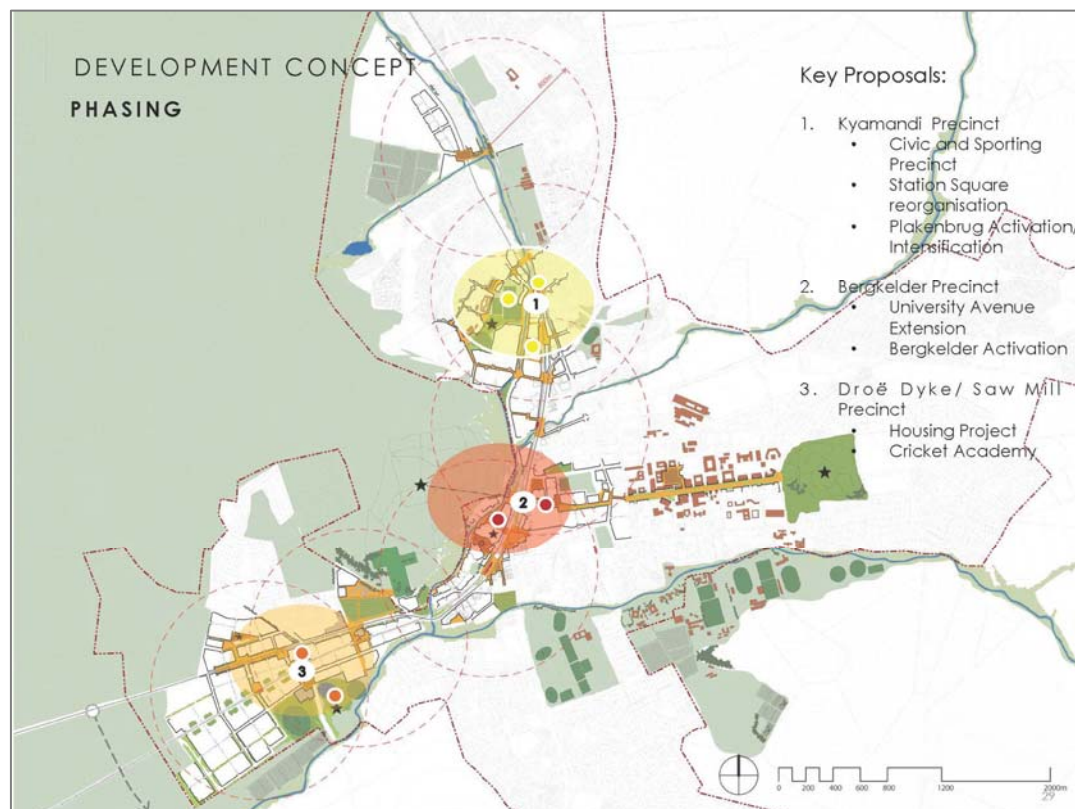 DEVELOPMENT CONCEPT
PHASING
Key Proposals:
1. Kyamandi Precinct
• Civic and Sporting
Precinct
• Station Square
reorganisation
• Plakenbrug Activation/
Intensification
2. Bergkelder Precinct
• University Avenue
Extension
• Bergkelder Activation
3. Droë Dyke/ Saw Mill
Precinct
• Housing Project
• Cricket Academy
1
2
3
0 200 400 600 800 1200 2000m
29